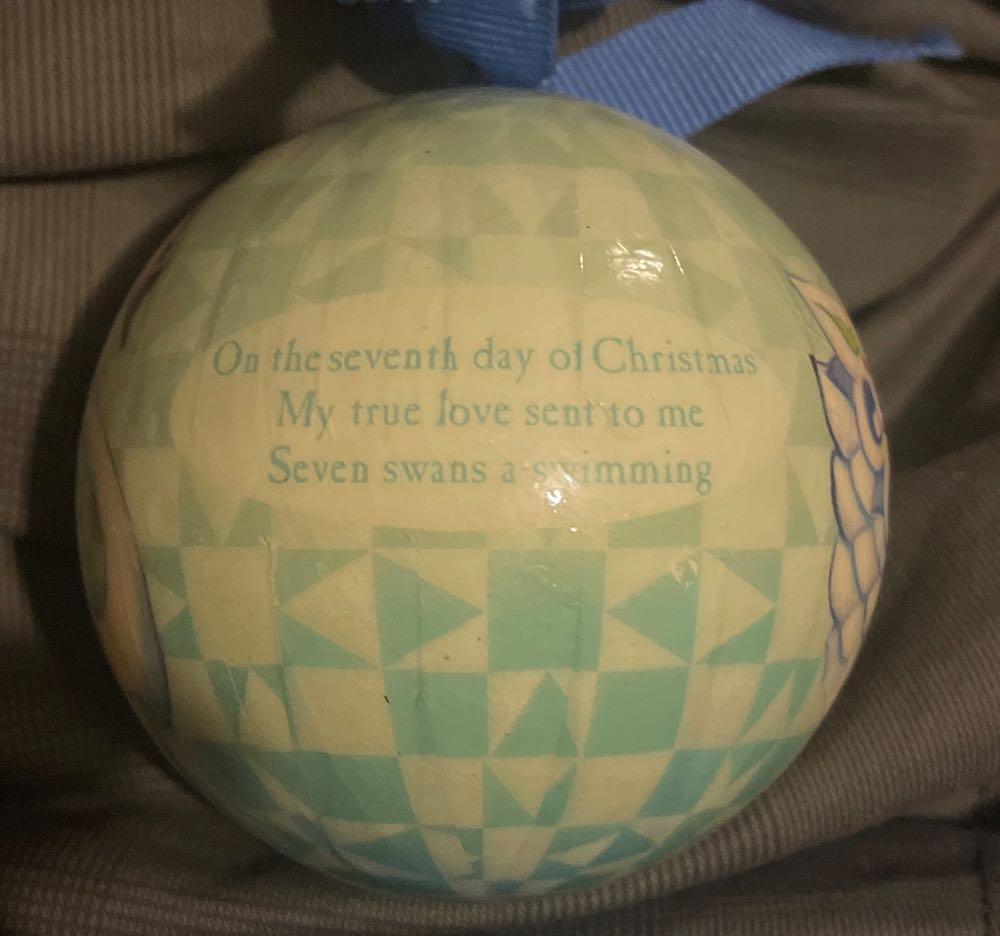 On the seventh day of Christmas
My true love sent to me
Seven swans a swimming